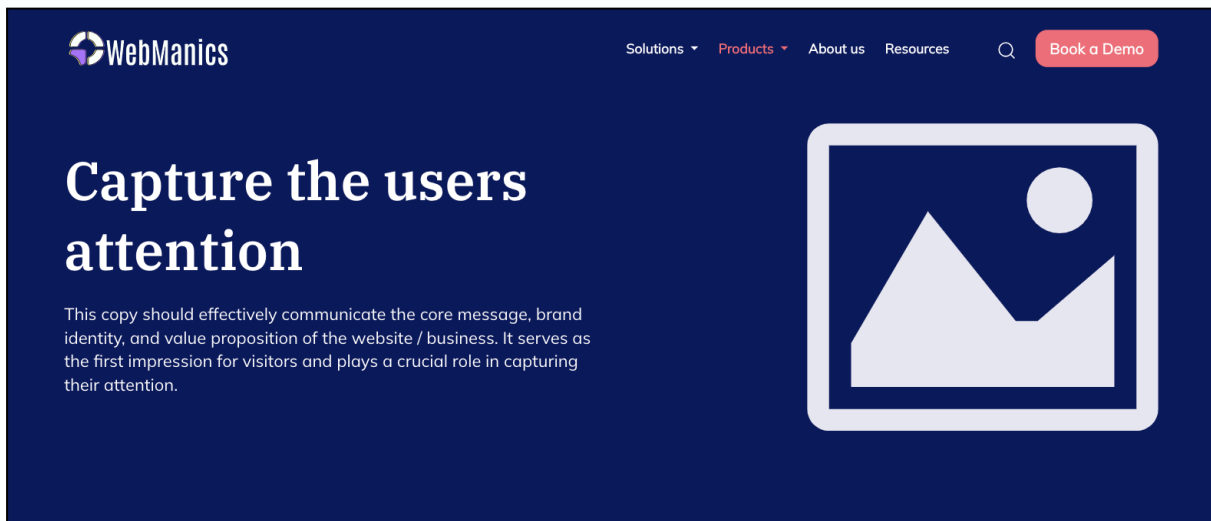 WebManics
Solutions Products About us Resources Book a Demo
Capture the users
attention
This copy should effectively communicate the core message, brand
identity, and value proposition of the website / business. It serves as
the first impression for visitors and plays a crucial role in capturing
their attention.